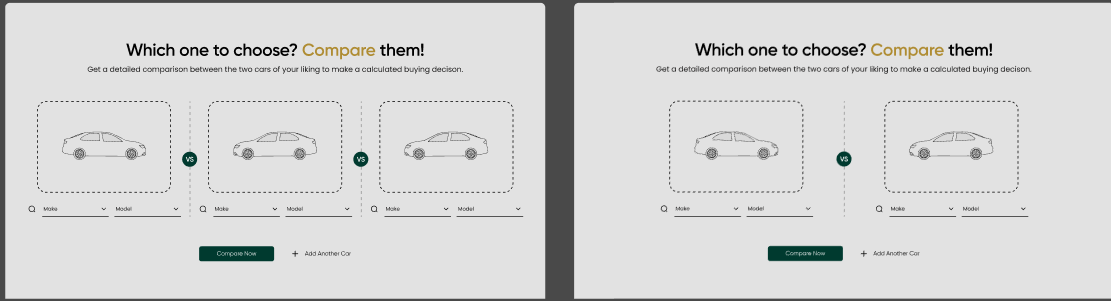 Which one to choose? Compare them!
Get a detailed comparison between the two cars of your liking to make a calculated buying decison.
VS
VS
Make
Model
Make
Model
Make
Model
Compare Now
+ Add Another Car
Which one to choose? Compare them!
Get a detailed comparison between the two cars of your liking to make a calculated buying decison.
VS
Make
Model
Make
Model
Compare Now
+ Add Another Car